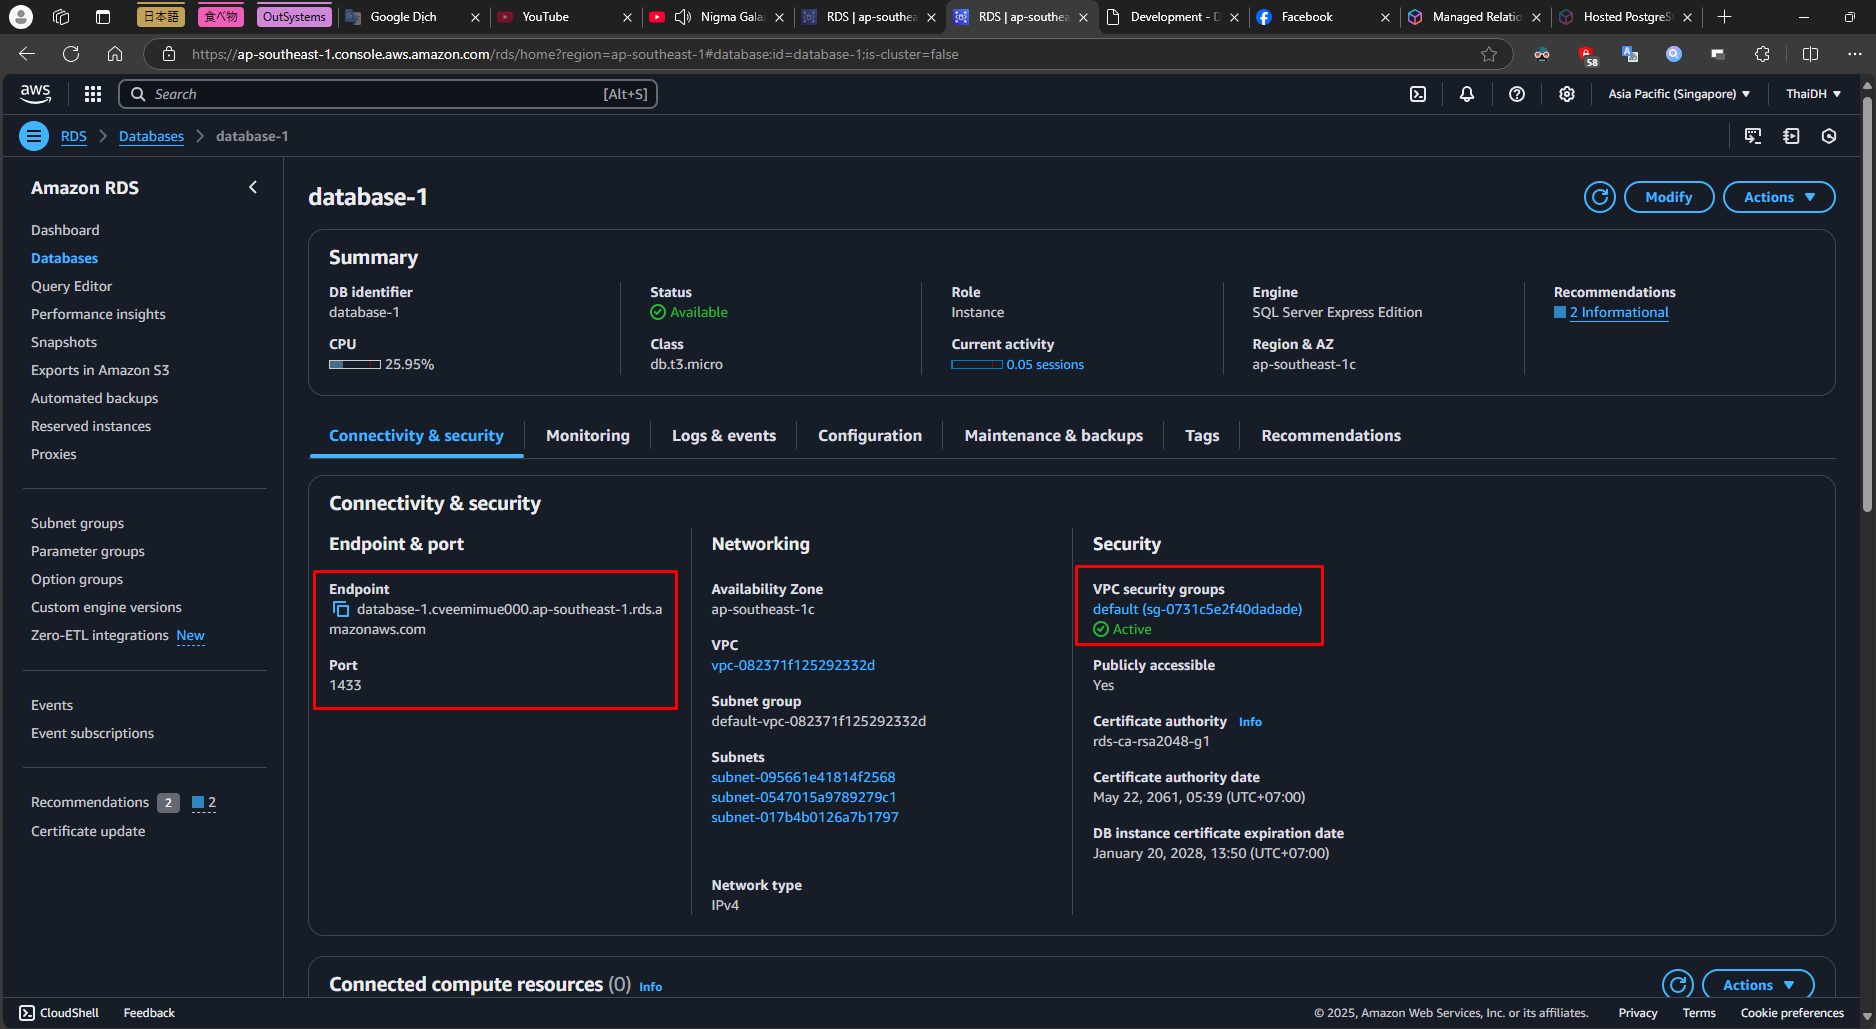 日本語
食べ物
OutSystems
Google Dịch
YouTube
Nigma Gala
RDS | ap-southea
RDS | ap-southea
Development - D
Facebook
Managed Relatio
Hosted PostgreS
https://ap-southeast-1.console.aws.amazon.com/rds/home?region=ap-southeast-1#database:id=database-1;is-cluster=false
58
aws
Search
[Alt+S]
Asia Pacific (Singapore)
ThaiDH
RDS
Databases
database-1
Amazon RDS
Dashboard
Databases
Query Editor
Performance insights
Snapshots
Exports in Amazon S3
Automated backups
Reserved instances
Proxies
Subnet groups
Parameter groups
Option groups
Custom engine versions
Zero-ETL integrations New
Events
Event subscriptions
Recommendations 2 2
Certificate update
database-1
Modify
Actions
Summary
DB identifier
database-1
CPU
25.95%
Status
Available
Class
db.t3.micro
Role
Instance
Current activity
0.05 sessions
Engine
SQL Server Express Edition
Region & AZ
ap-southeast-1c
Recommendations
2 Informational
Connectivity & security
Monitoring
Logs & events
Configuration
Maintenance & backups
Tags
Recommendations
Connectivity & security
Endpoint & port
Endpoint
database-1.cveemimue000.ap-southeast-1.rds.a
mazonaws.com
Port
1433
Networking
Availability Zone
ap-southeast-1c
VPC
vpc-082371f125292332d
Subnet group
default-vpc-082371f125292332d
Subnets
subnet-095661e41814f2568
subnet-0547015a9789279c1
subnet-017b4b0126a7b1797
Network type
IPv4
Security
VPC security groups
default (sg-0731c5e2f40dadade)
Active
Publicly accessible
Yes
Certificate authority Info
rds-ca-rsa2048-g1
Certificate authority date
May 22, 2061, 05:39 (UTC+07:00)
DB instance certificate expiration date
January 20, 2028, 13:50 (UTC+07:00)
Connected compute resources (0) Info
Actions
CloudShell
Feedback
© 2025, Amazon Web Services, Inc. or its affiliates.
Privacy
Terms
Cookie preferences